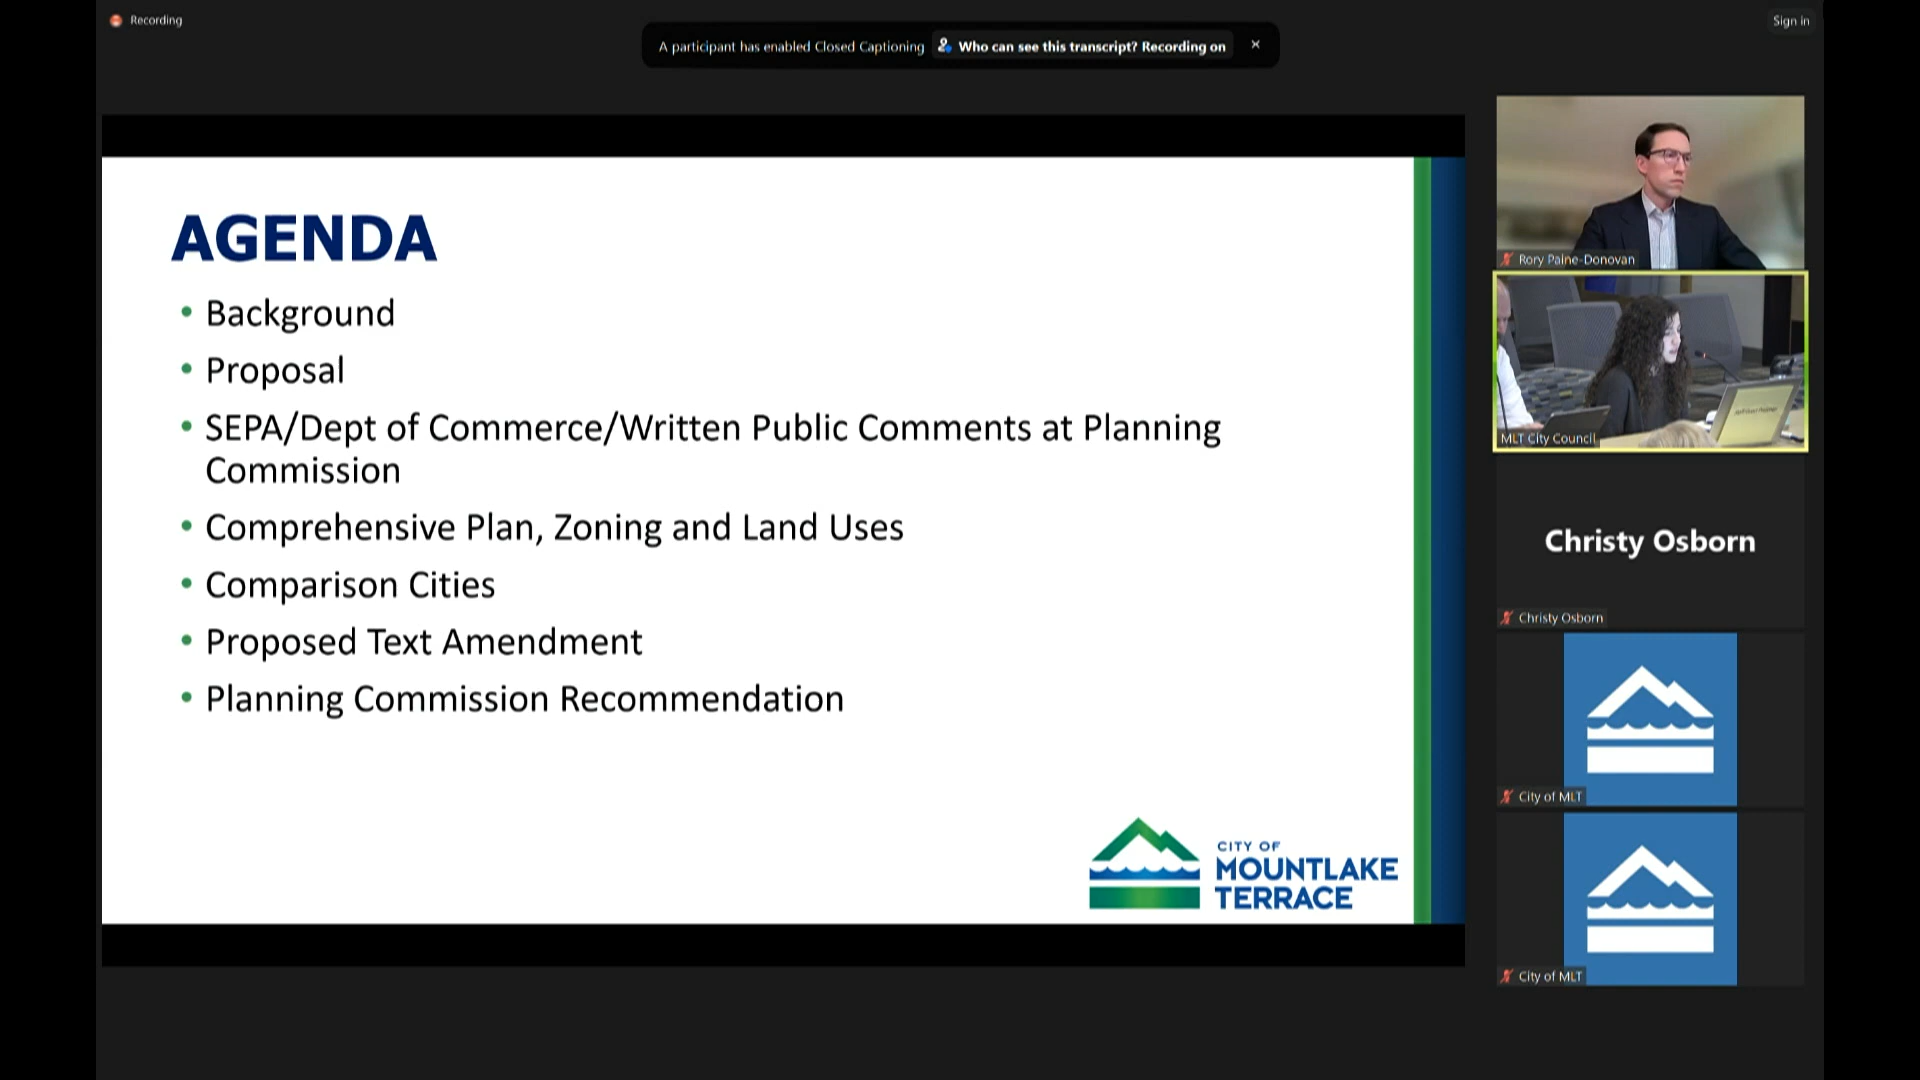 Recording
Sign in
A participant has enabled Closed Captioning Who can see this transcript? Recording on
AGENDA
• Background
• Proposal
• SEPA/Dept of Commerce/Written Public Comments at Planning
Commission
• Comprehensive Plan, Zoning and Land Uses
• Comparison Cities
• Proposed Text Amendment
• Planning Commission Recommendation
CITY OF
MOUNTLAKE
TERRACE
Rory Paine-Donovan
MLT City Council
Christy Osborn
Christy Osborn
City of MLT
City of MLT